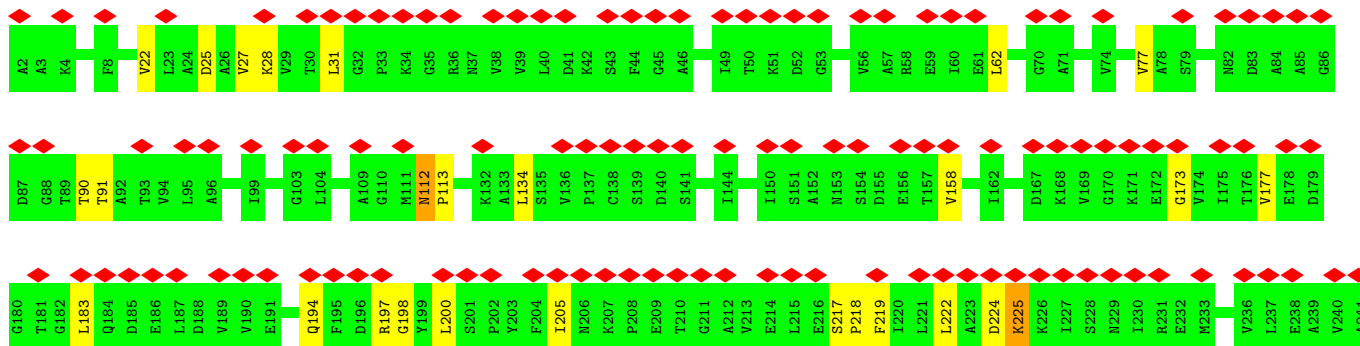 A2 A3 K4 F8 V22 L23 A24 D25 A26 V27 K28 V29 T30 L31 G32 P33 K34 G35 R36 N37 V38 V39 L40 D41 K42 S43 F44 G45 A46 I49 T50 K51 D52 G53 V56 A57 R58 E59 I60 E61 L62 G70 A71 V74 V77 A78 S79 N82 D83 A84 A85 G86
D87 G88 T89 T90 T91 A92 T93 V94 L95 A96 I99 G103 L104 A109 G110 M111 N112 P113 K132 A133 L134 S135 V136 P137 C138 S139 D140 S141 I144 I150 S151 A152 N153 S154 D155 E156 T157 V158 I162 D167 K168 V169 G170 K171 E172 G173 V174 I175 T176 V177 E178 D179
G180 T181 G182 L183 Q184 D185 E186 L187 D188 V189 V190 E191 Q194 F195 D196 R197 G198 Y199 L200 S201 P202 Y203 F204 I205 N206 K207 P208 E209 T210 G211 A212 V213 E214 L215 E216 S217 P218 F219 I220 L221 L222 A223 D224 K225 K226 I227 S228 N229 I230 R231 E232 M233 V236 L237 E238 A239 V240